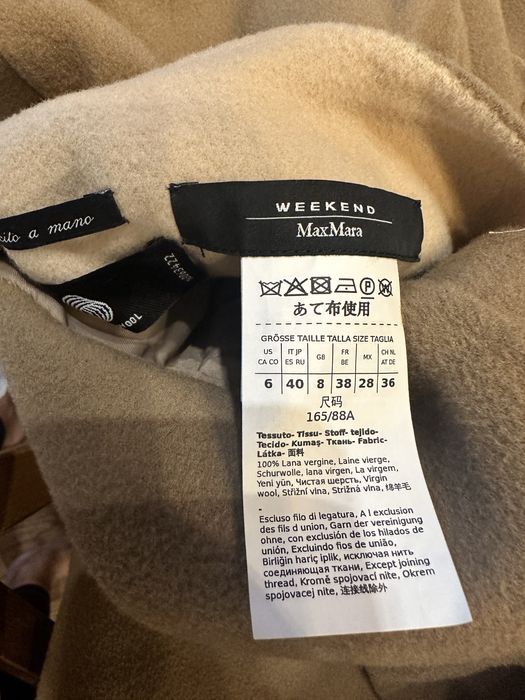 WEEKEND
MaxMara
a mano
P W
あて布使用
GRÖSSE TAILLE TALLA SIZE TAGLIA
US CA CO IT JP ES RU GB FR BE MX CH NL AT DE
6 40 8 38 28 36
尺码
165/88A
Tessuto- Tissu- Stoff- tejido-
Tecido- Kumaş- Ткань- Fabric-
Látka- 面料
100% Lana vergine, Laine vierge,
Schurwolle, lana virgen, La virgem,
Yeni yün, Чистая шерсть, Virgin
wool, Střižní vlna, Strižná vlna, 绵羊毛
-
Escluso filo di legatura, A l exclusion
des fils d union, Garn der vereinigung
ohne, con exclusión de los hilados de
unión, Excluindo fios de união,
Birliğin hariç iplik, исключая нить
соединяющая ткани, Except joining
thread, Kromě spojovací nite, Okrem
spojovacej nite, 连接线除外